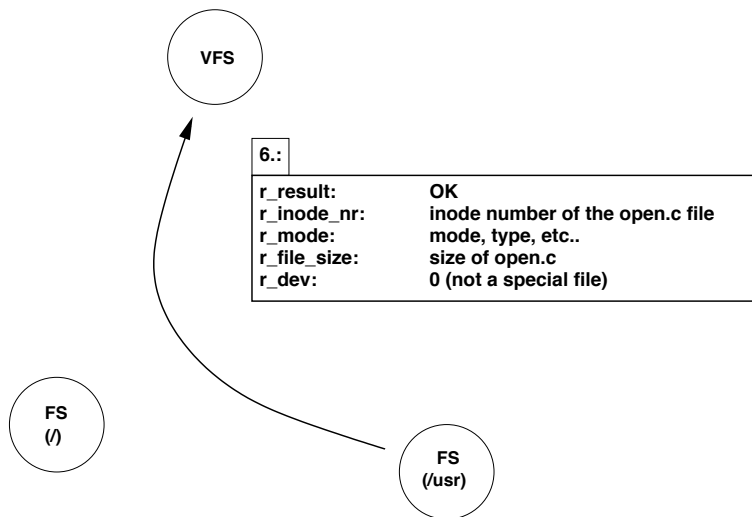 VFS
6.:
r_result: OK
r_inode_nr: inode number of the open.c file
r_mode: mode, type, etc..
r_file_size: size of open.c
r_dev: 0 (not a special file)
FS
(/)
FS
(/usr)